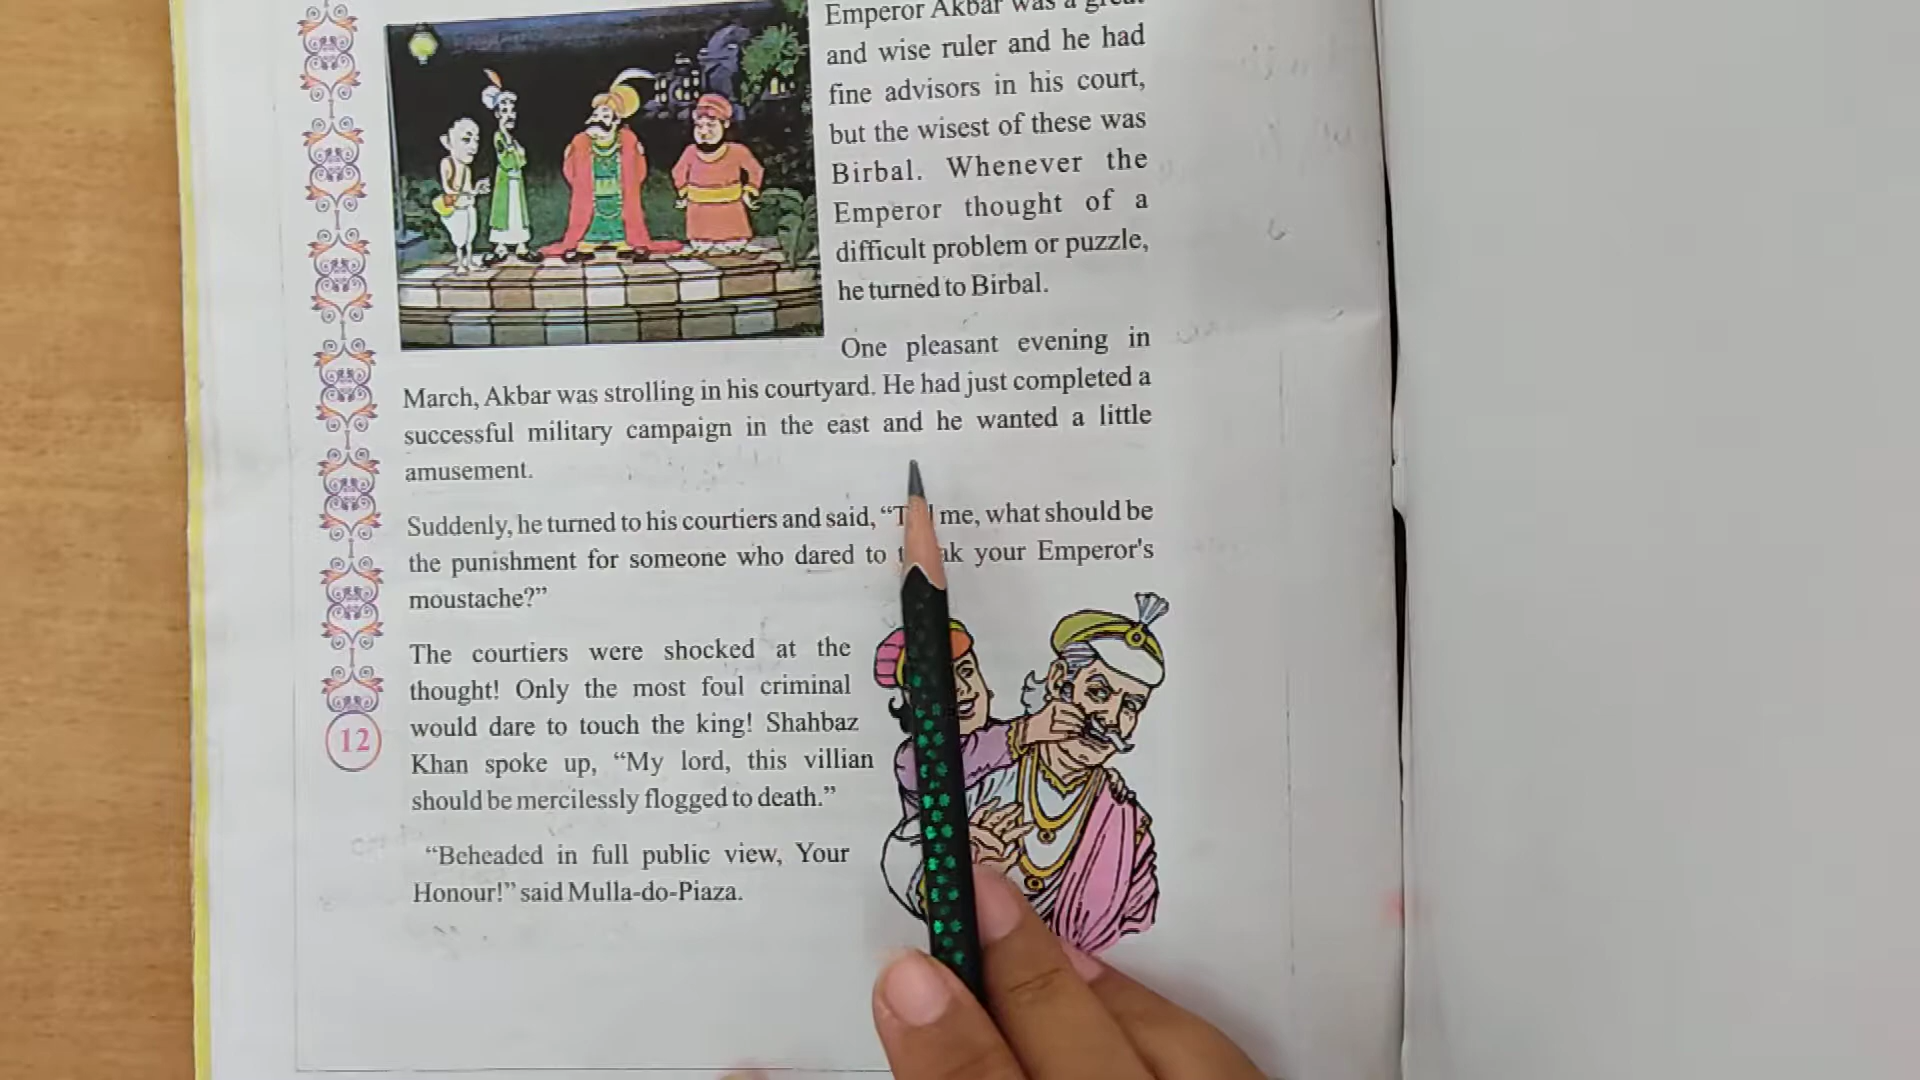 Emperor Akbar was a great
and wise ruler and he had
fine advisors in his court,
but the wisest of these was
Birbal. Whenever the
Emperor thought of a
difficult problem or puzzle,
he turned to Birbal.
One pleasant evening in
March, Akbar was strolling in his courtyard. He had just completed a
successful military campaign in the east and he wanted a little
amusement.
Suddenly, he turned to his courtiers and said, “Tell me, what should be
the punishment for someone who dared to your Emperor's
moustache?”
The courtiers were shocked at the
thought! Only the most foul criminal
would dare to touch the king! Shahbaz
Khan spoke up, “My lord, this villian
should be mercilessly flogged to death.”
“Beheaded in full public view, Your
Honour!” said Mulla-do-Piaza.
12